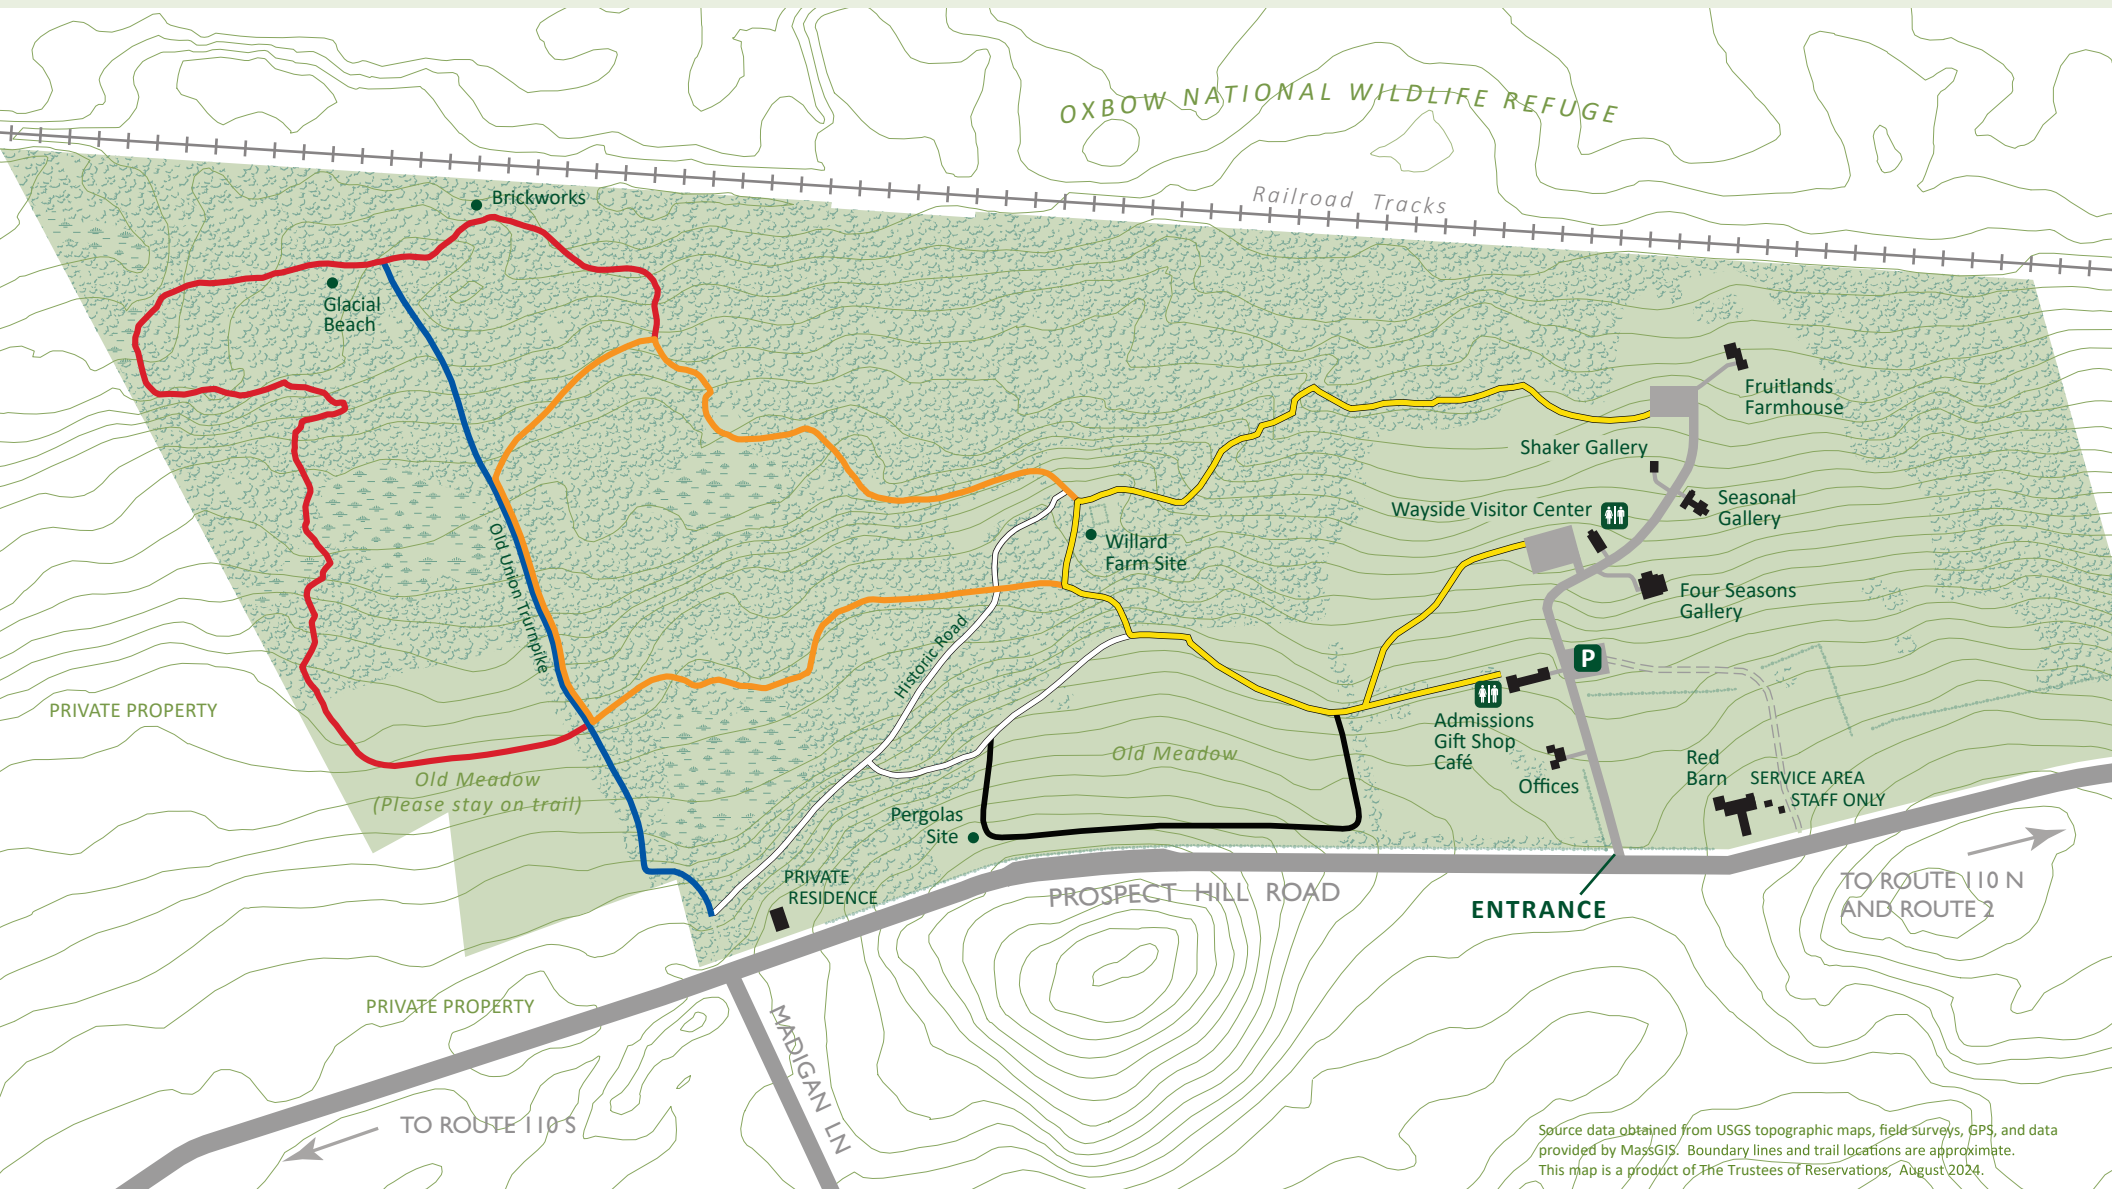 OXBOW NATIONAL WILDLIFE REFUGE
Railroad Tracks
Brickworks
Glacial
Beach
Fruitlands
Farmhouse
Shaker Gallery
Seasonal
Gallery
Wayside Visitor Center
Willard
Farm Site
Four Seasons
Gallery
Old Union Trurnpike
Historic Road
P
PRIVATE PROPERTY
Admissions
Gift Shop
Café
Old Meadow
Offices
Red
Barn
SERVICE AREA
STAFF ONLY
Old Meadow
(Please stay on trail)
Pergolas
Site
PRIVATE
RESIDENCE
PROSPECT HILL ROAD
ENTRANCE
TO ROUTE 110 N
AND ROUTE 2
PRIVATE PROPERTY
MADIGAN LN
TO ROUTE 110 S
Source data obtained from USGS topographic maps, field surveys, GPS, and data
provided by MassGIS. Boundary lines and trail locations are approximate.
This map is a product of The Trustees of Reservations, August 2024.